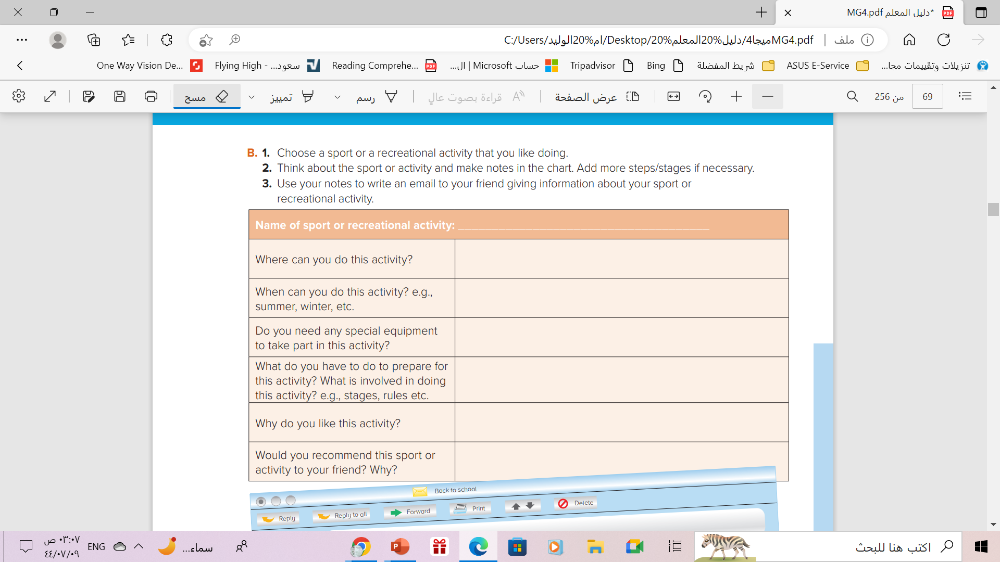 *دليل المعلم MG4.pdf
ملف
C:/Users/ام%20الوليد/Desktop/دليل%20المعلم%20ميجا4/MG4.pdf
تنزيلات وتقييمات مجا...
ASUS E-Service
شريط المفضلة
Bing
Tripadvisor
حساب Microsoft | ال...
Reading Comprehe...
Flying High - سعود...
One Way Vision De...
69
من 256
عرض الصفحة
قراءة بصوت عالٍ
رسم
تمييز
مسح
B. 1. Choose a sport or a recreational activity that you like doing.
2. Think about the sport or activity and make notes in the chart. Add more steps/stages if necessary.
3. Use your notes to write an email to your friend giving information about your sport or
recreational activity.
Name of sport or recreational activity: ______________________________________
Where can you do this activity?
When can you do this activity? e.g.,
summer, winter, etc.
Do you need any special equipment
to take part in this activity?
What do you have to do to prepare for
this activity? What is involved in doing
this activity? e.g., stages, rules etc.
Why do you like this activity?
Would you recommend this sport or
activity to your friend? Why?
Back to school
Reply
Reply to all
Forward
Print
Delete
اكتب هنا للبحث
سماء...
ENG
٠٣:٠٧ ص
٤٤/٠٧/٠٩